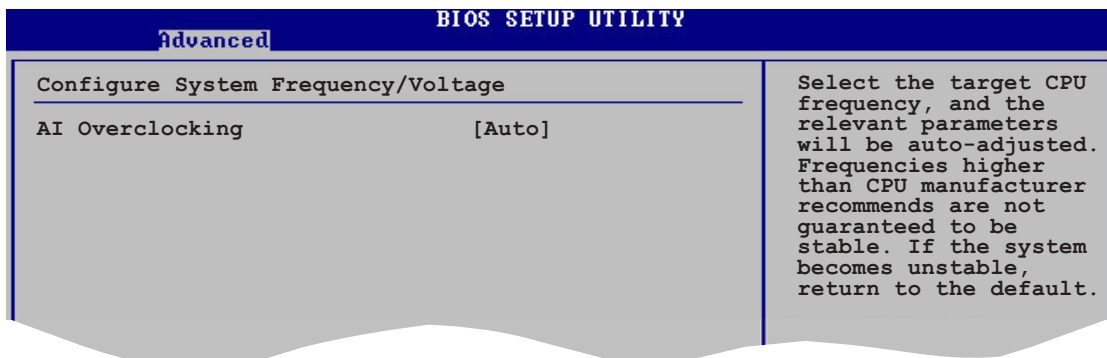 BIOS SETUP UTILITY
Advanced
Configure System Frequency/Voltage
AI Overclocking [Auto]
Select the target CPU
frequency, and the
relevant parameters
will be auto-adjusted.
Frequencies higher
than CPU manufacturer
recommends are not
guaranteed to be
stable. If the system
becomes unstable,
return to the default.